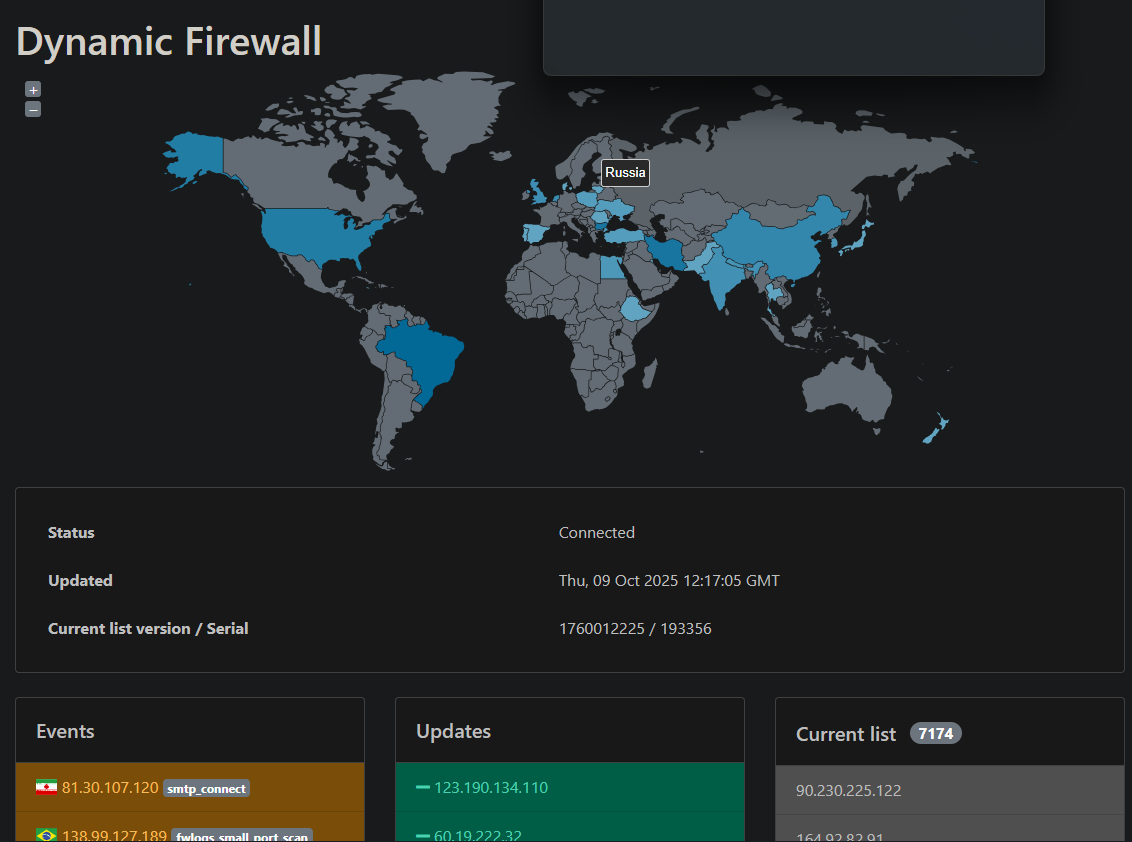 Dynamic Firewall
+
−
Russia
Status Connected
Updated Thu, 09 Oct 2025 12:17:05 GMT
Current list version / Serial 1760012225 / 193356
Events
81.30.107.120 smtp_connect
138.99.127.189 fwlogs_small_port_scan
Updates
123.190.134.110
60.19.222.32
Current list 7174
90.230.225.122
164.92.82.91